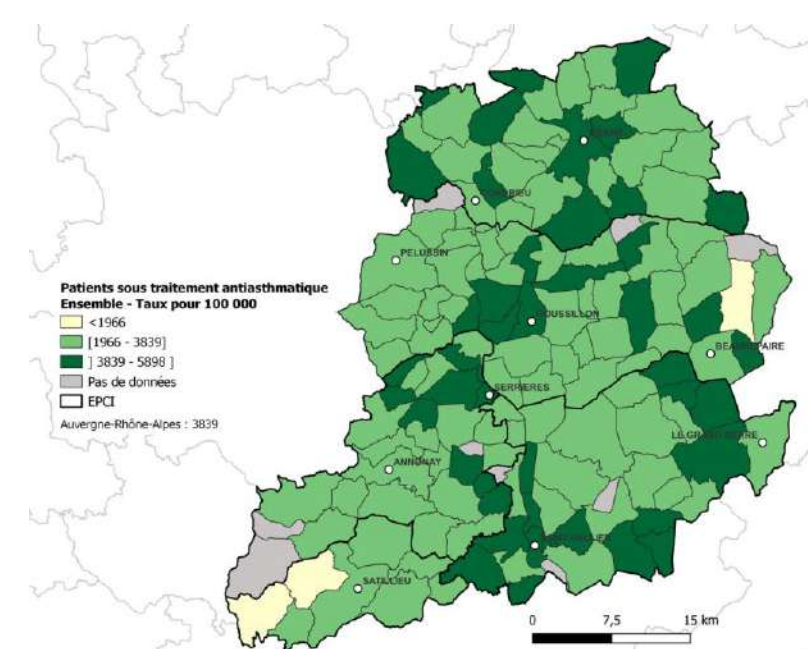 CONDRIEU
PELUSSIN
Patients sous traitement antiasthmatique
Ensemble - Taux pour 100 000
<1966
[1966 - 3839]
] 3839 - 5898 ]
Pas de données
EPCI
Auvergne-Rhône-Alpes : 3839
ROUSSILLON
BEAUREPAIRE
SERRIERES
LE GRAND SERRE
ANNONAY
SATILLIEU
0 7,5 15 km